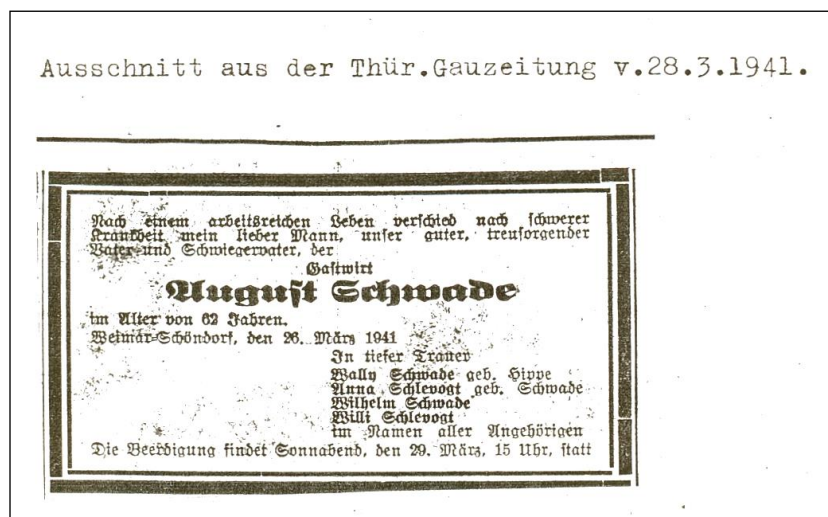 Ausschnitt aus der Thür.Gauzeitung v.28.3.1941.
Nach einem arbeitsreichen Leben verschied nach schwerer
Krankheit mein lieber Mann, unser guter, treusorgender
Vater und Schwiegervater, der
Gastwirt
August Schwade
im Alter von 62 Jahren.
Weimar-Schöndorf, den 26. März 1941
In tiefer Trauer
Wally Schwade geb. Hippe
Anna Schlevogt geb. Schwade
Wilhelm Schwade
Willi Schlevogt
im Namen aller Angehörigen
Die Beerdigung findet Sonnabend, den 29. März, 15 Uhr, statt